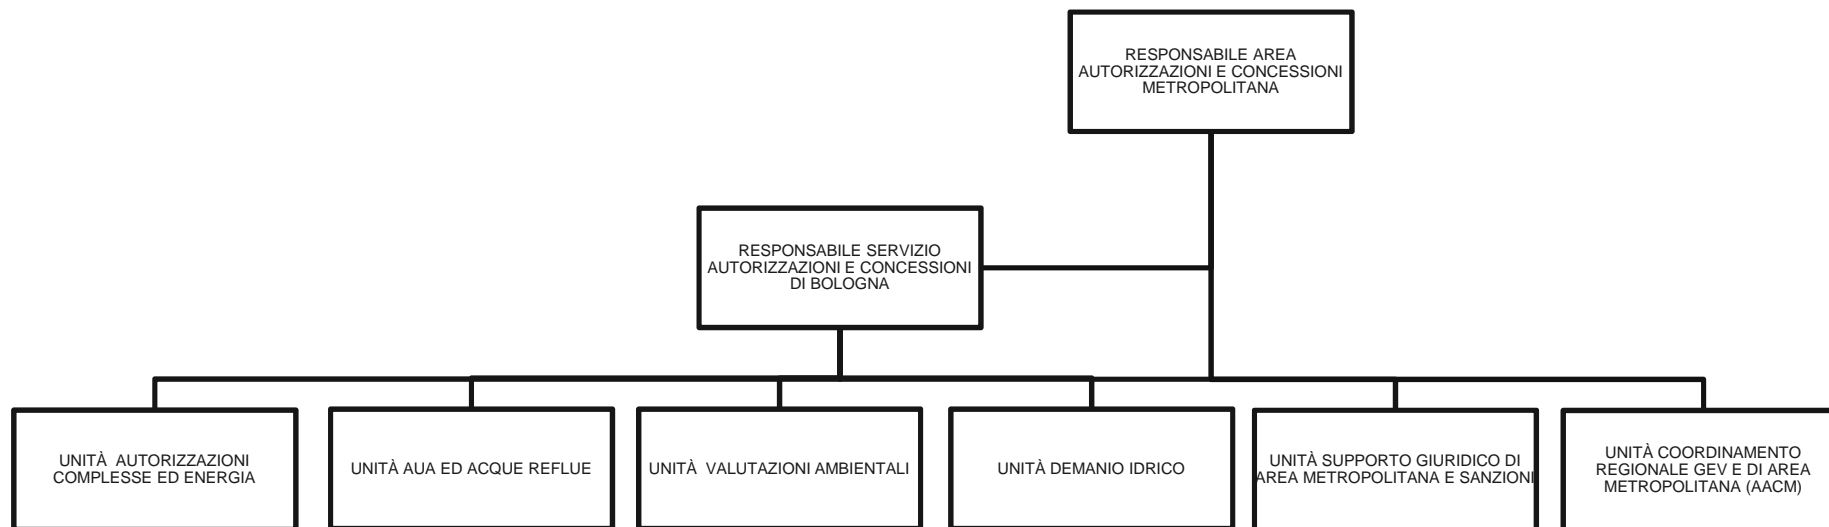 RESPONSABILE AREA
AUTORIZZAZIONI E CONCESSIONI
METROPOLITANA
RESPONSABILE SERVIZIO
AUTORIZZAZIONI E CONCESSIONI
DI BOLOGNA
UNITÀ AUTORIZZAZIONI
COMPLESSE ED ENERGIA
UNITÀ AUA ED ACQUE REFLUE
UNITÀ VALUTAZIONI AMBIENTALI
UNITÀ DEMANIO IDRICO
UNITÀ SUPPORTO GIURIDICO DI
AREA METROPOLITANA E SANZIONI
UNITÀ COORDINAMENTO
REGIONALE GEV E DI AREA
METROPOLITANA (AACM)